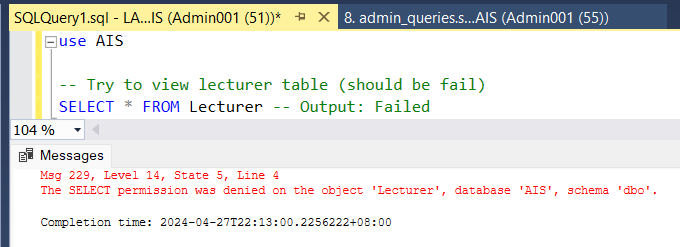 SQLQuery1.sql - LA...IS (Admin001 (51))*
8. admin_queries.s...AIS (Admin001 (55))
use AIS
-- Try to view lecturer table (should be fail)
SELECT * FROM Lecturer -- Output: Failed
104 %
Messages
Msg 229, Level 14, State 5, Line 4
The SELECT permission was denied on the object 'Lecturer', database 'AIS', schema 'dbo'.
Completion time: 2024-04-27T22:13:00.2256222+08:00